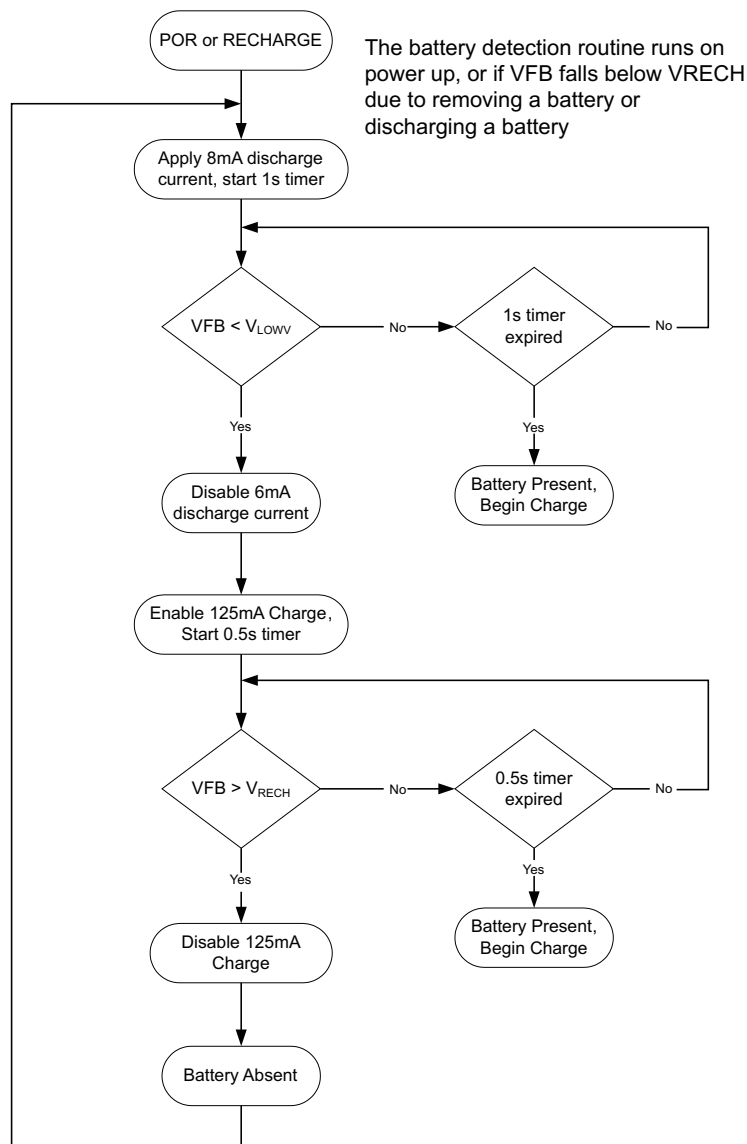 POR or RECHARGE
The battery detection routine runs on
power up, or if VFB falls below VRECH
due to removing a battery or
discharging a battery
Apply 8mA discharge
current, start 1s timer
VFB < VLOWV
No
1s timer
expired
No
Yes
Yes
Disable 6mA
discharge current
Battery Present,
Begin Charge
Enable 125mA Charge,
Start 0.5s timer
VFB > VRECH
No
0.5s timer
expired
No
Yes
Yes
Disable 125mA
Charge
Battery Present,
Begin Charge
Battery Absent